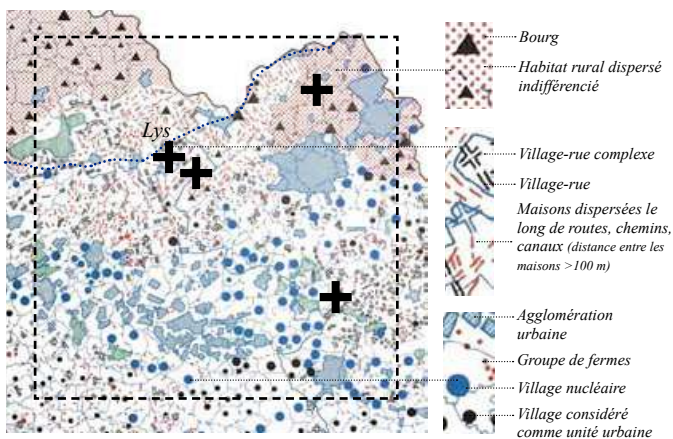 Lys
Bourg
Habitat rural dispersé
indifférencié
Village-rue complexe
Village-rue
Maisons dispersées le
long de routes, chemins,
canaux (distance entre les
maisons >100 m)
Agglomération
urbaine
Groupe de fermes
Village nucléaire
Village considéré
comme unité urbaine